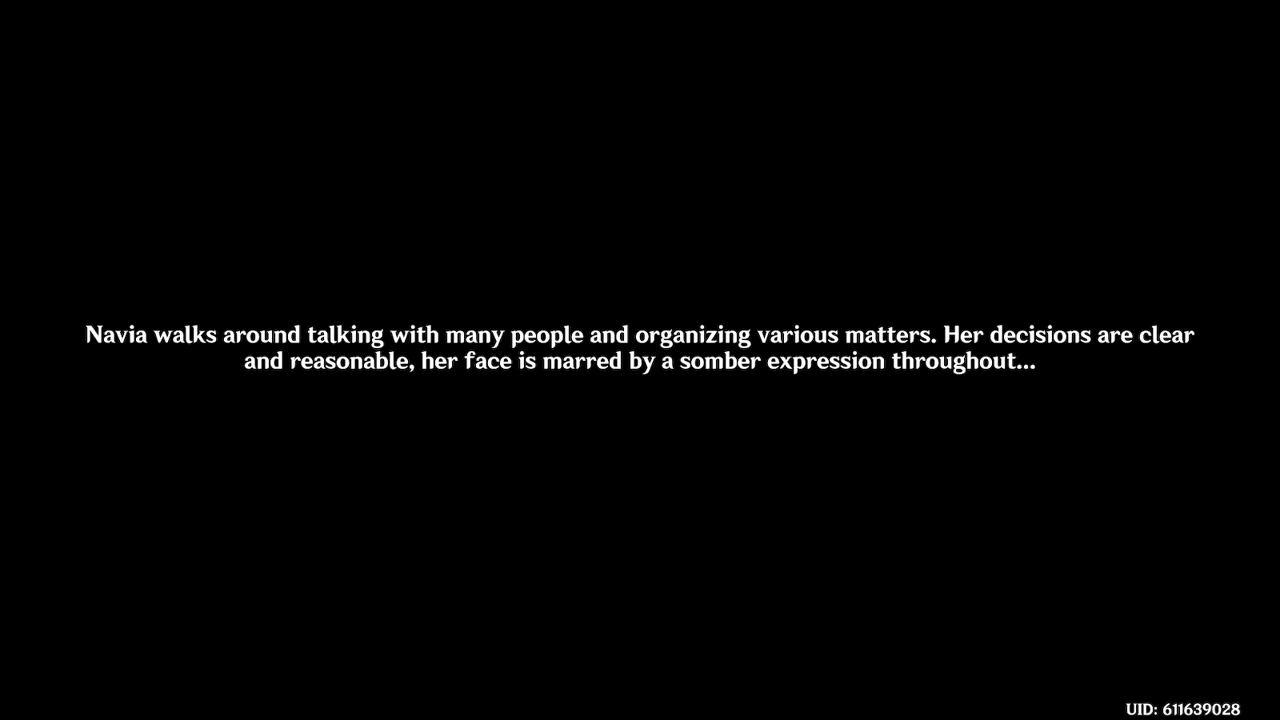 Navia walks around talking with many people and organizing various matters. Her decisions are clear
and reasonable, her face is marred by a somber expression throughout...
UID: 611639028